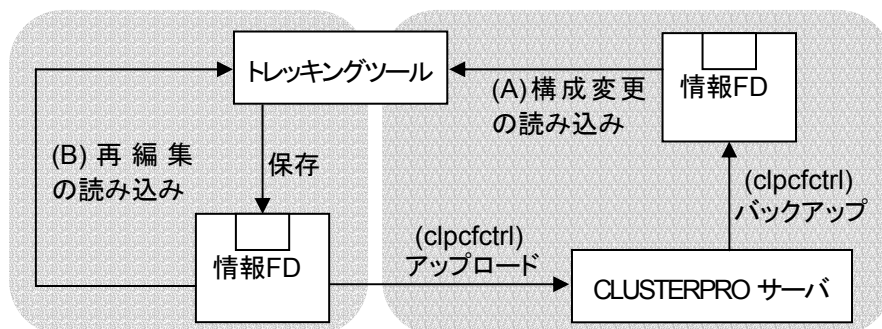 トレッキングツール
情報FD
(A)構成変更
の読み込み
(B) 再編集
の読み込み
保存
(clpcfctrl)
バックアップ
情報FD
(clpcfctrl)
アップロード
CLUSTERPRO サーバ